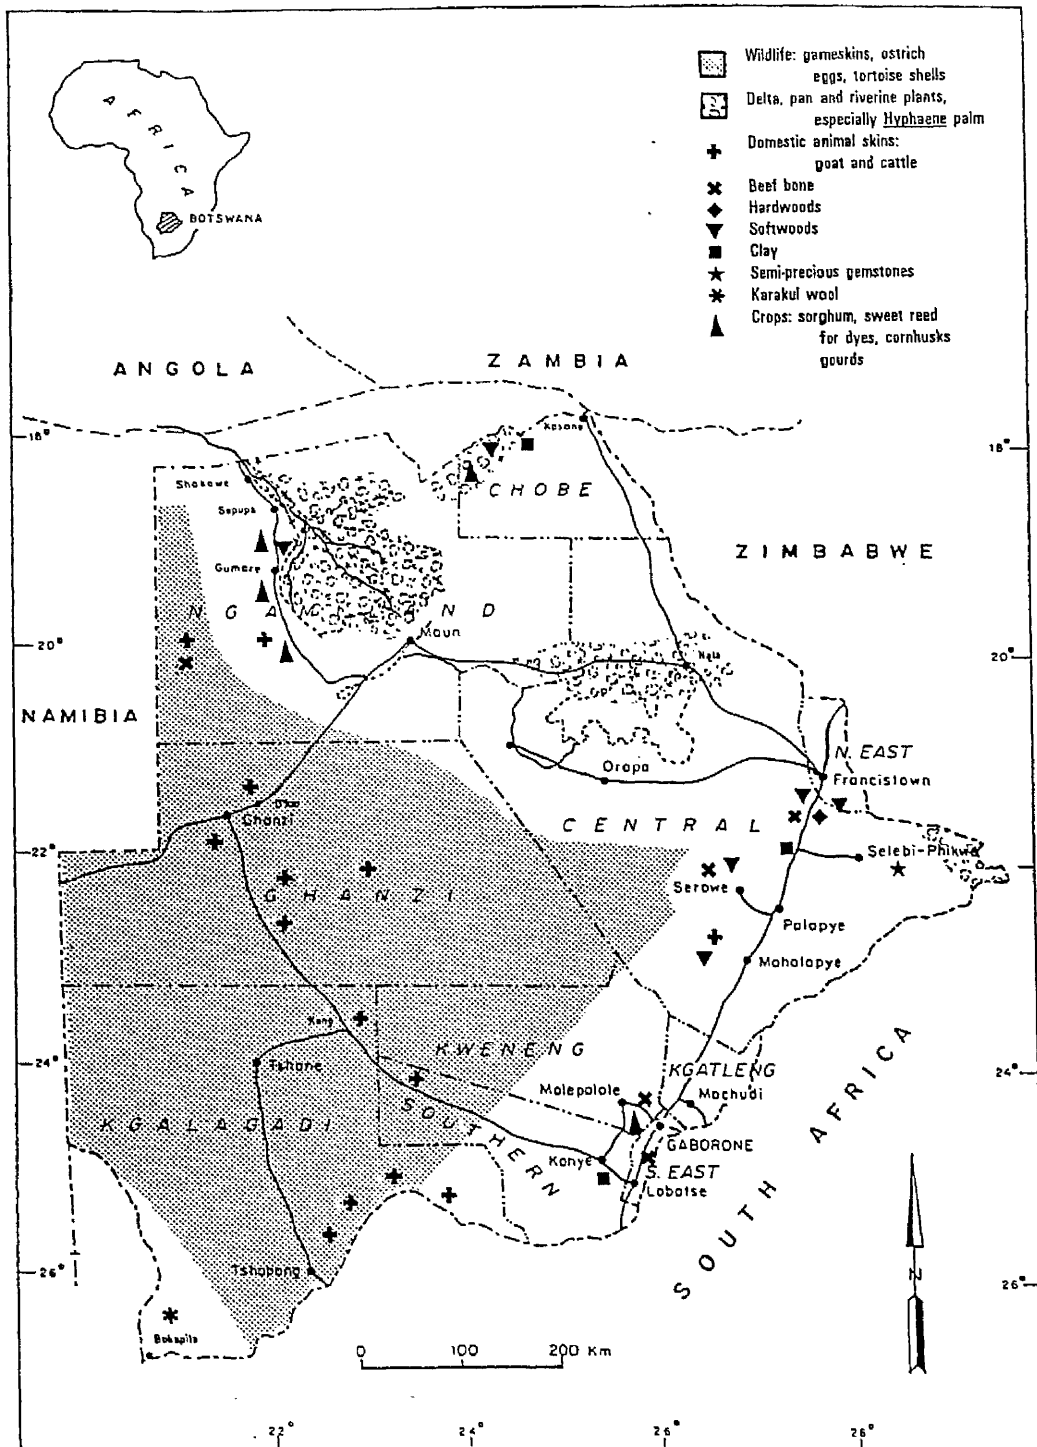 Wildlife: gameskins, ostrich
eggs, tortoise shells
Delta, pan and riverine plants,
especially Hyphaene palm
Domestic animal skins:
goat and cattle
Beef bone
Hardwoods
Softwoods
Clay
Semi-precious gemstones
Karakul wool
Crops: sorghum, sweet reed
for dyes, cornhusks
gourds
AFRICA
BOTSWANA
ANGOLA
ZAMBIA
18°
18°
Kasane
Shakawe
CHOBE
Sepupa
ZIMBABWE
Gumare
NGAMILAND
20°
Maun
Nata
20°
NAMIBIA
N. EAST
Orapa
Francistown
Ghanzi
CENTRAL
22°
Selebi-Phikwe
GHANZI
Serowe
Palapye
Mahalapye
Kang
24°
Tshane
KWENENG
KGATLENG
24°
Molepolole
Mochudi
KGALAGADI
SOUTHERN
GABORONE
Kanye
S. EAST
Lobatse
SOUTH AFRICA
26°
Tshabong
N
26°
0 100 200 Km
22°
24°
26°
28°